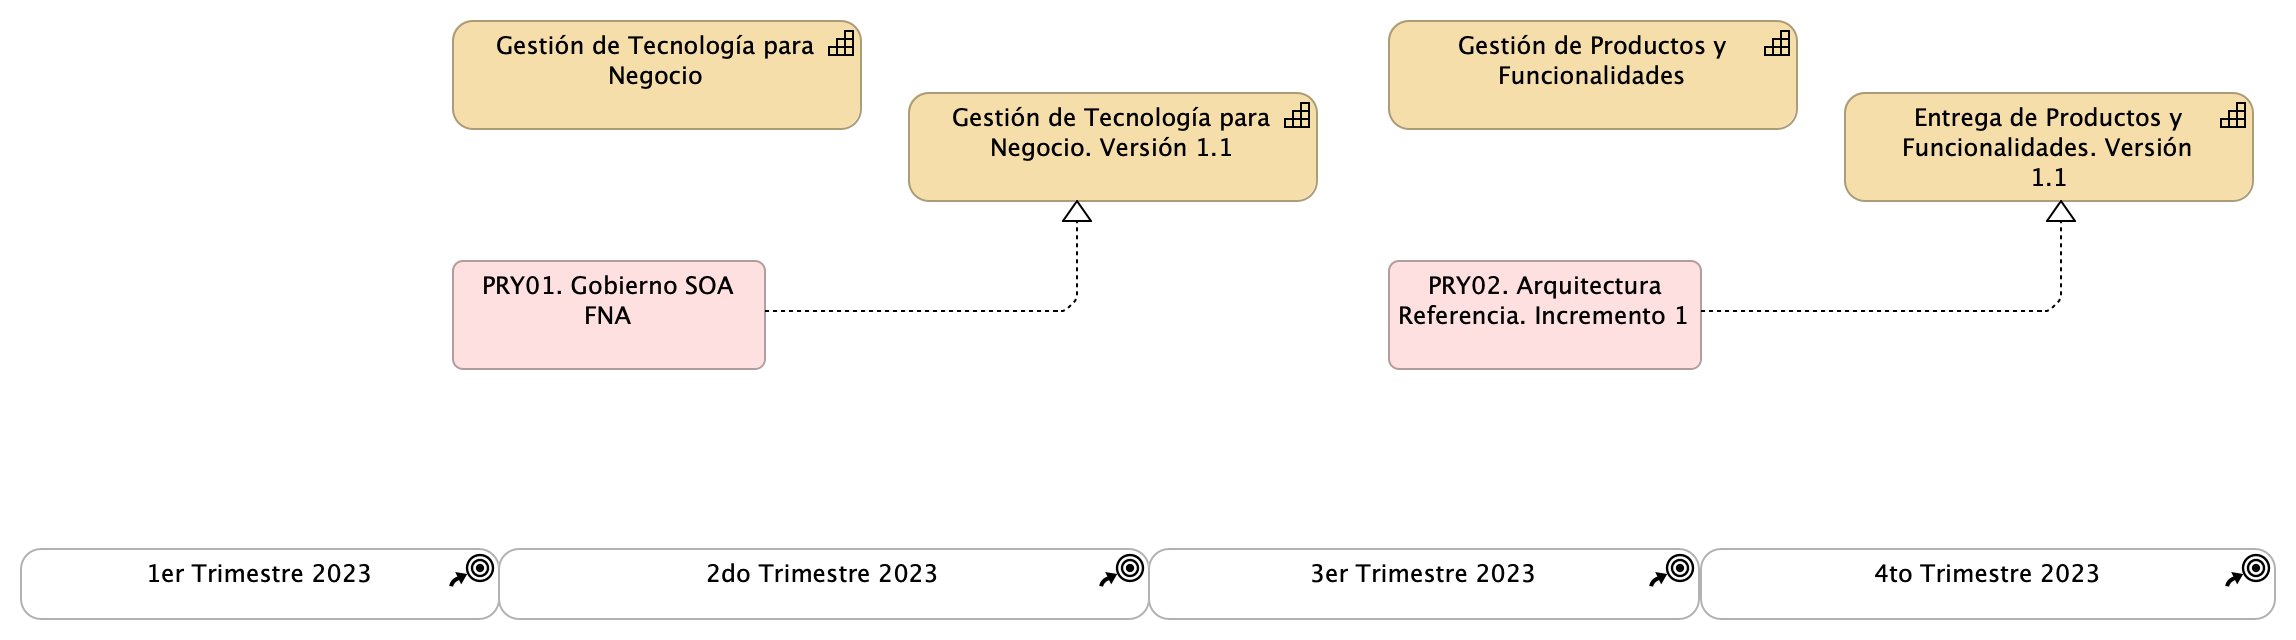 Gestión de Tecnología para
Negocio
Gestión de Tecnología para
Negocio. Versión 1.1
Gestión de Productos y
Funcionalidades
Entrega de Productos y
Funcionalidades. Versión
1.1
PRY01. Gobierno SOA
FNA
PRY02. Arquitectura
Referencia. Incremento 1
1er Trimestre 2023
2do Trimestre 2023
3er Trimestre 2023
4to Trimestre 2023